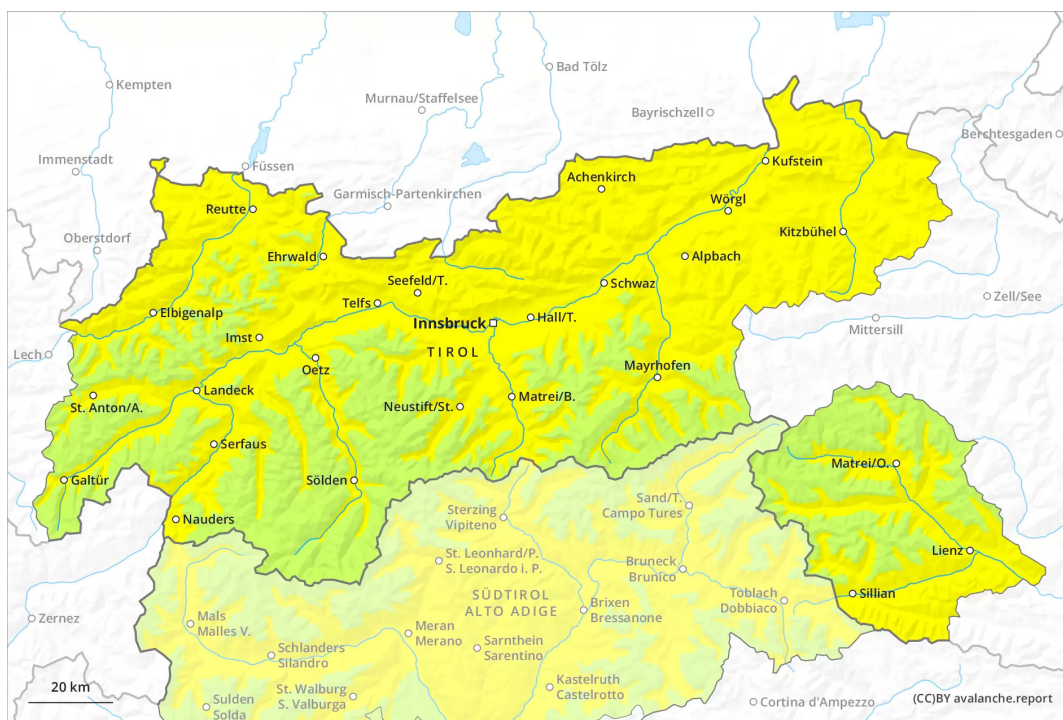 Bad Tölz
Kempten
Murnau/Staffelsee
Bayrischzell
Berchtesgaden
Immenstadt
Füssen
Kufstein
Achenkirch
Garmisch-Partenkirchen
Reutte
Wörgl
Oberstdorf
Kitzbühel
Ehrwald
Alpbach
Seefeld/T.
Schwaz
Zell/See
Telfs
Elbigenalp
Innsbruck
Hall/T.
Mittersill
Imst
Lech
TIROL
Oetz
Mayrhofen
Landeck
St. Anton/A.
Neustift/St.
Matrei/B.
Serfaus
Matrei/O.
Galtür
Sölden
Sand/T.
Campo Tures
Sterzing
Vipiteno
Nauders
Lienz
St. Leonhard/P.
S. Leonardo i. P.
Bruneck
Brunico
Sillian
SÜDTIROL
ALTO ADIGE
Toblach
Dobbiaco
Brixen
Bressanone
Zernez
Mals
Malles V.
Meran
Merano
Sarnthein
Sarentino
Schlanders
Silandro
Kastelruth
Castelrotto
20 km
St. Walburg
S. Valburga
Sulden
Solda
Cortina d'Ampezzo
(CC)BY avalanche.report